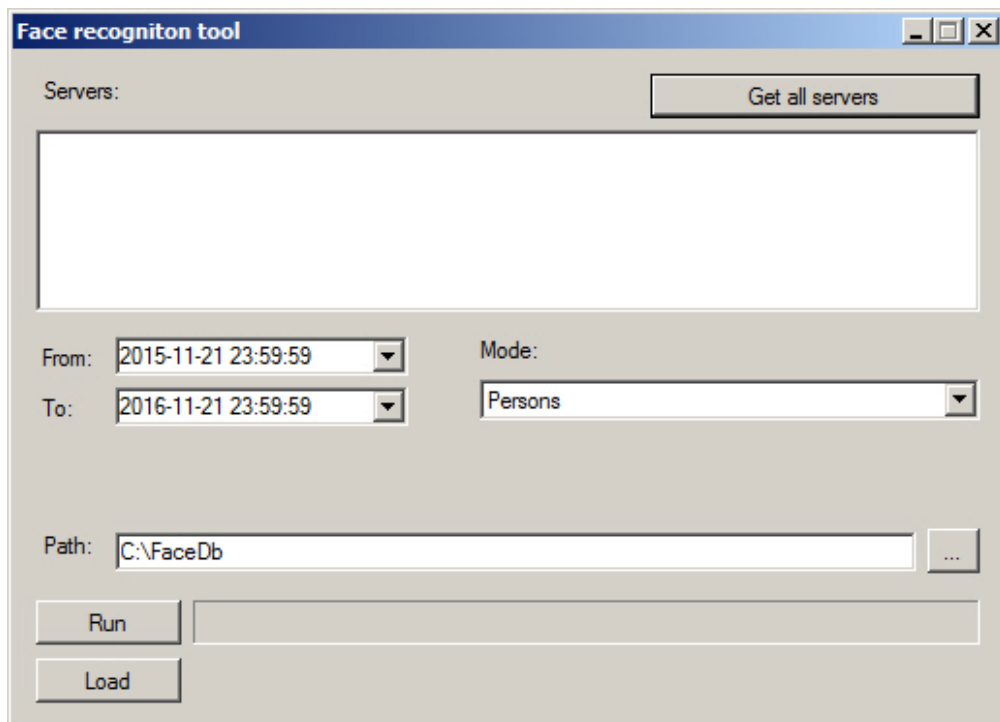 Face recogniton tool
Servers:
Get all servers
From: 2015-11-21 23:59:59
Mode:
To: 2016-11-21 23:59:59
Persons
Path: C:\FaceDb
...
Run
Load